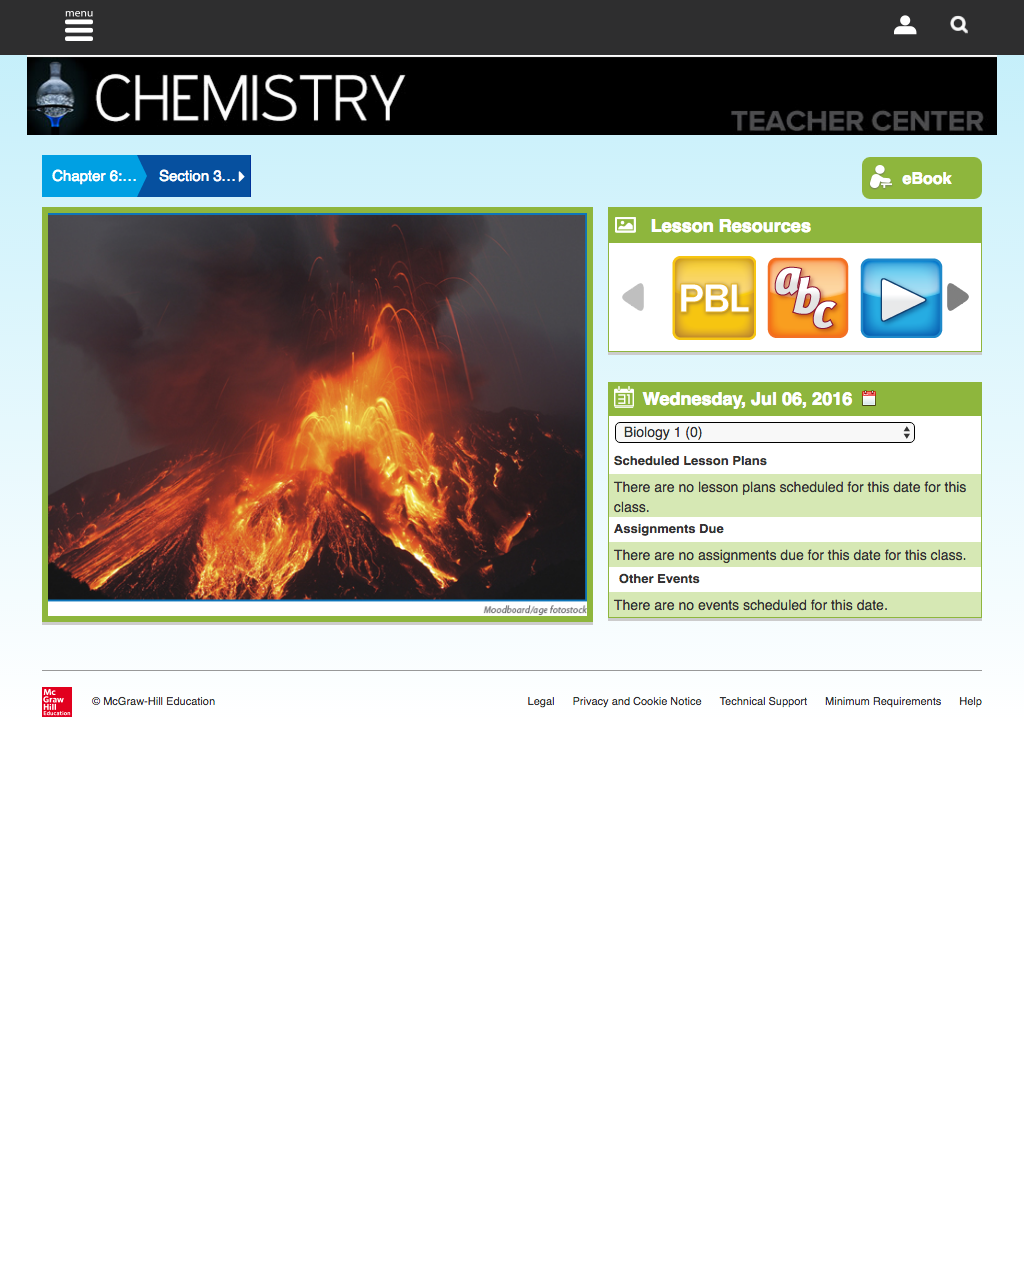 menu
CHEMISTRY
TEACHER CENTER
Chapter 6:...
Section 3...
eBook
Lesson Resources
PBL
abc
31
Wednesday, Jul 06, 2016
Biology 1 (0)
Scheduled Lesson Plans
There are no lesson plans scheduled for this date for this
class.
Assignments Due
There are no assignments due for this date for this class.
Other Events
There are no events scheduled for this date.
Moodboard/age fotostock
Mc
Graw
Hill
Education
© McGraw-Hill Education
Legal
Privacy and Cookie Notice
Technical Support
Minimum Requirements
Help